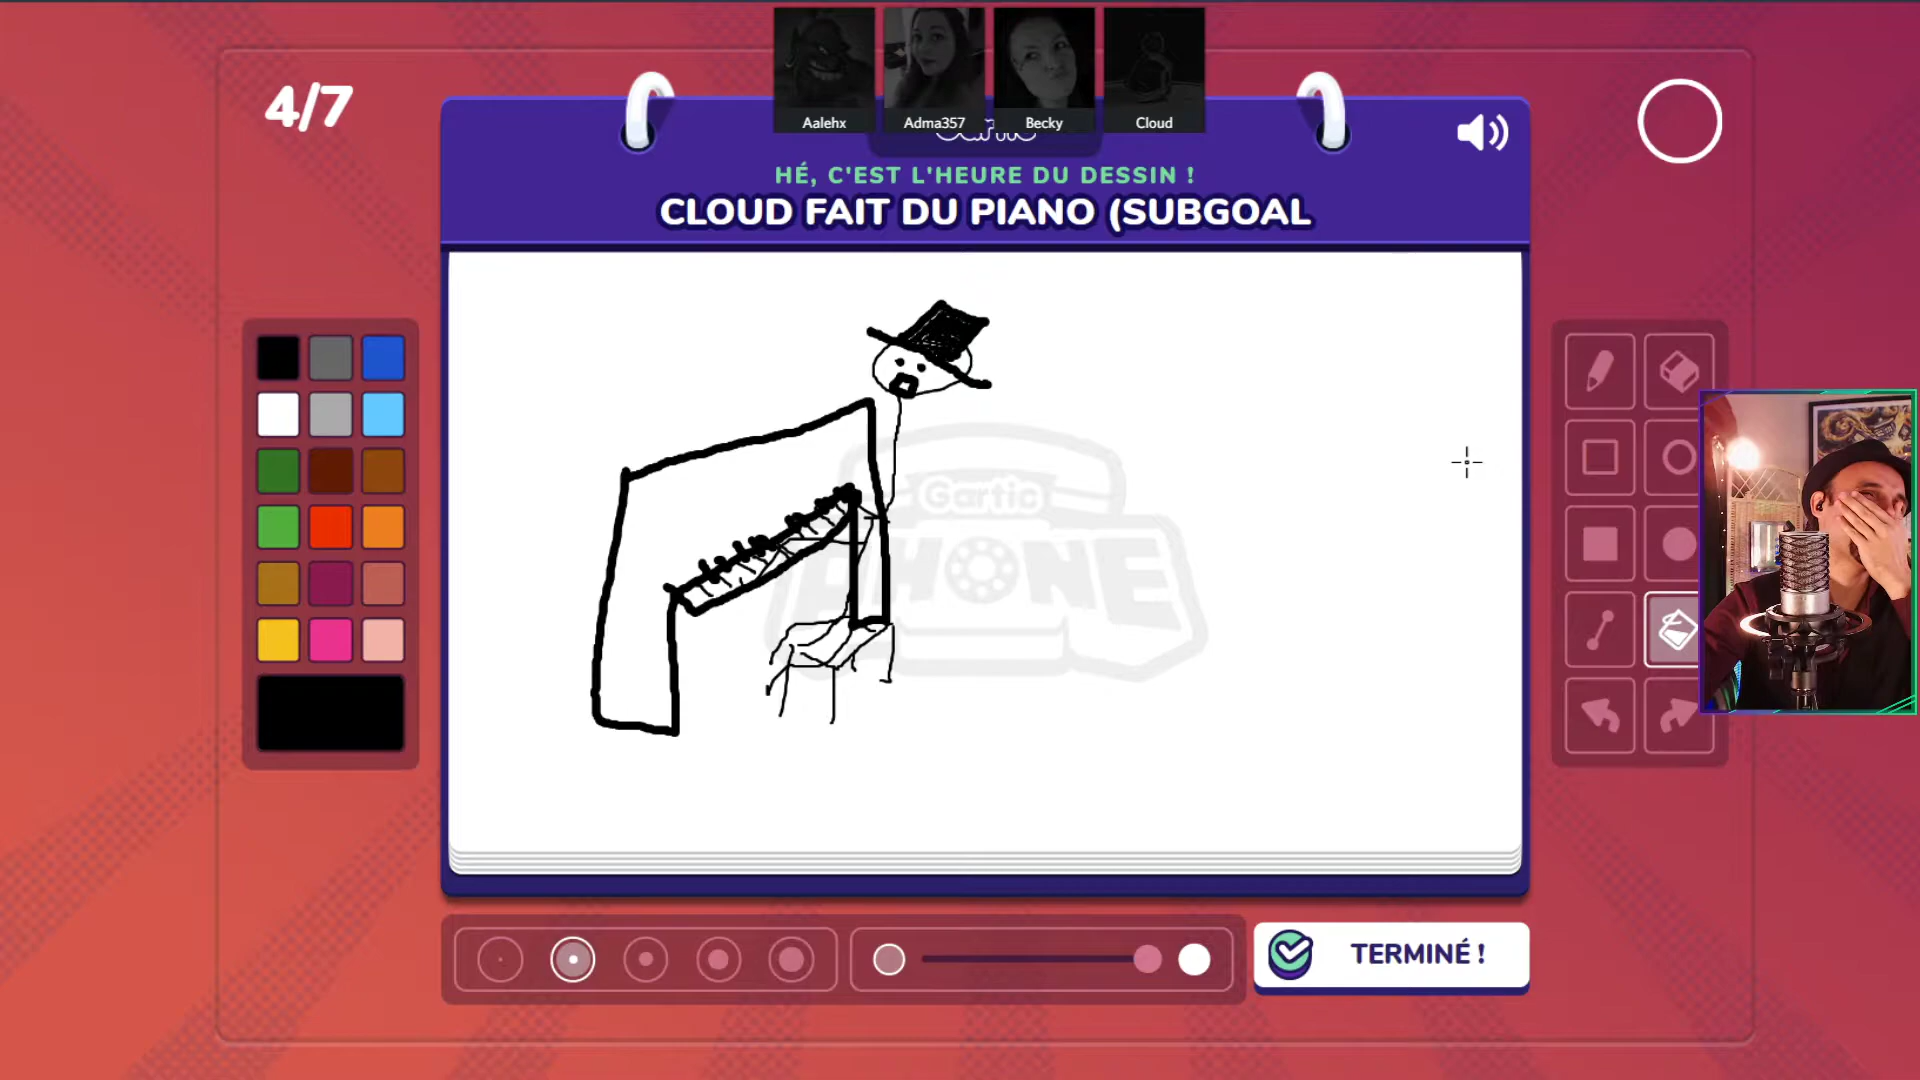 4/7
Aalehx
Adma357
Becky
Cloud
HÉ, C'EST L'HEURE DU DESSIN !
CLOUD FAIT DU PIANO (SUBGOAL
Gartic
PHONE
TERMINÉ !